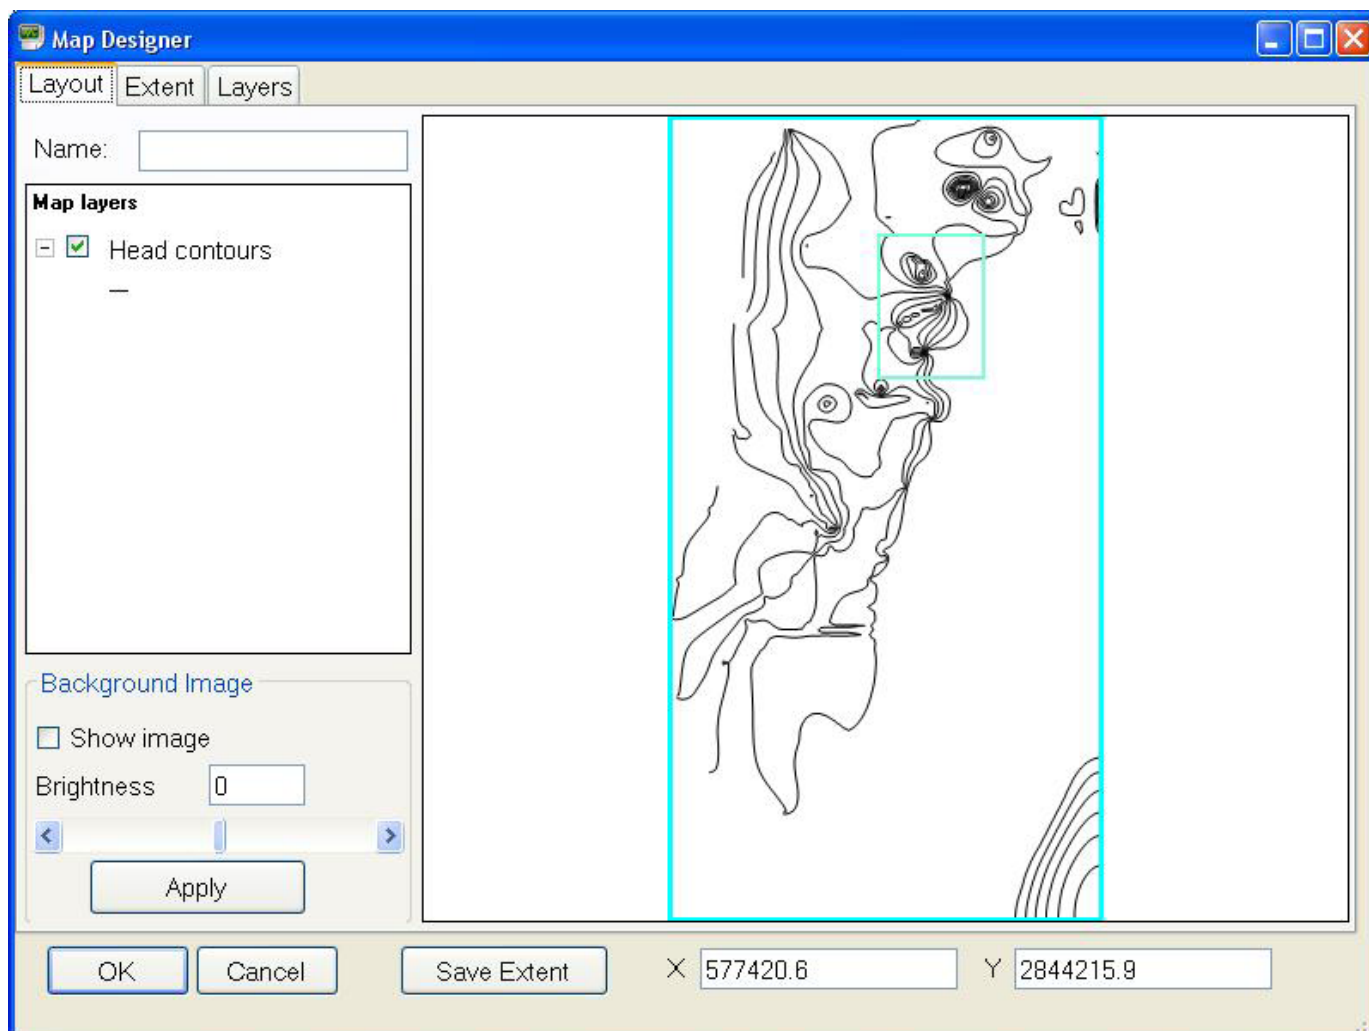 Map Designer
Layout Extent Layers
Name:
Map layers
Head contours
Background Image
Show image
Brightness 0
Apply
OK Cancel Save Extent X 577420.6 Y 2844215.9